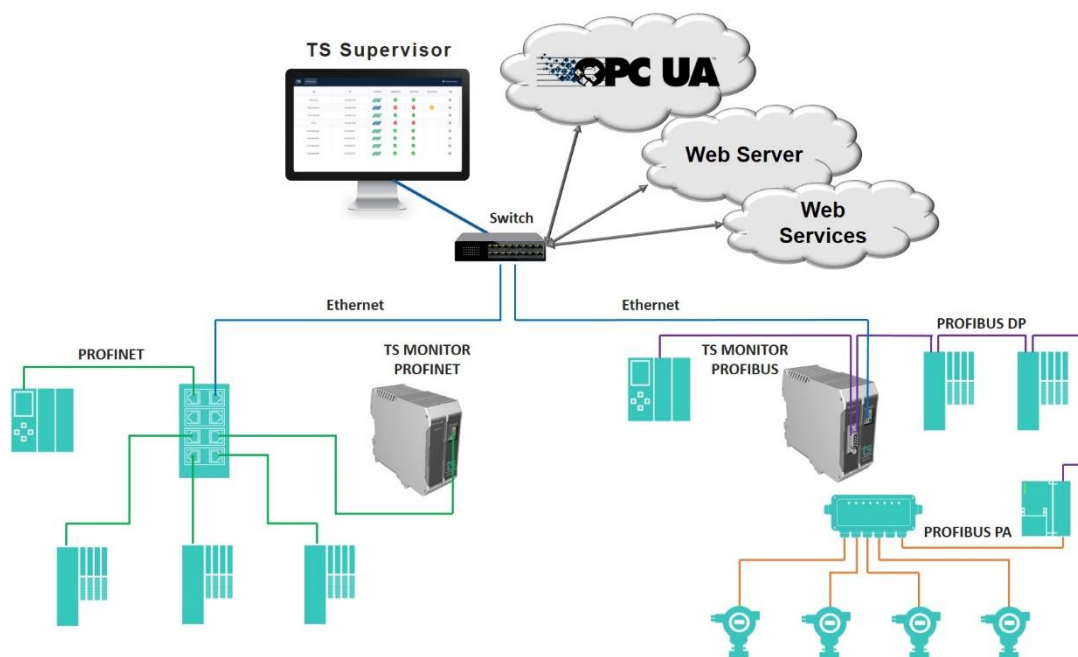 TS Supervisor
OPC UA
Web Server
Web
Services
Switch
Ethernet
Ethernet
PROFINET
TS MONITOR
PROFINET
TS MONITOR
PROFIBUS
PROFIBUS DP
PROFIBUS PA